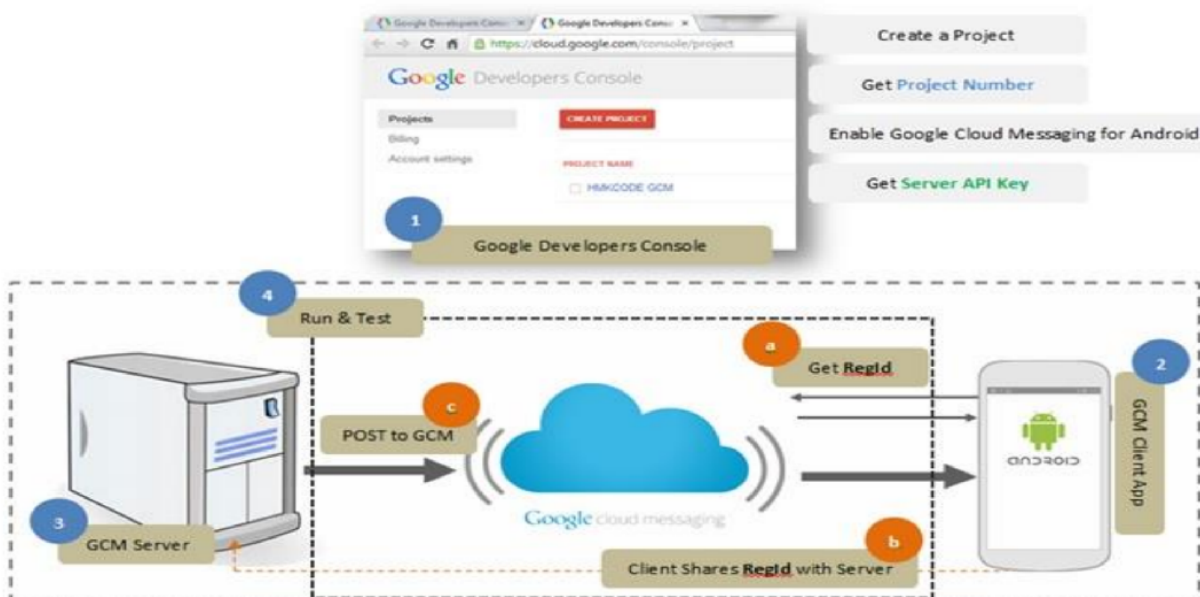 Google Developers Conso
Google Developers Conso
https://cloud.google.com/console/project
Google Developers Console
Projects
Billing
Account settings
CREATE PROJECT
PROJECT NAME
HMKCODE GCM
1
Google Developers Console
Create a Project
Get Project Number
Enable Google Cloud Messaging for Android
Get Server API Key
4
Run & Test
a
Get RegId
2
GCM Client App
c
POST to GCM
android
Google cloud messaging
3
GCM Server
b
Client Shares RegId with Server